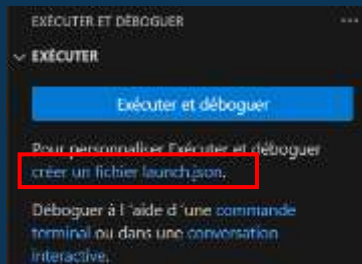 EXÉCUTER ET DÉBOGUER ...
EXÉCUTER
Exécuter et déboguer
Pour personnaliser Exécuter et déboguer
créer un fichier launch.json.
Déboguer à l 'aide d 'une commande
terminal ou dans une conversation
interactive.